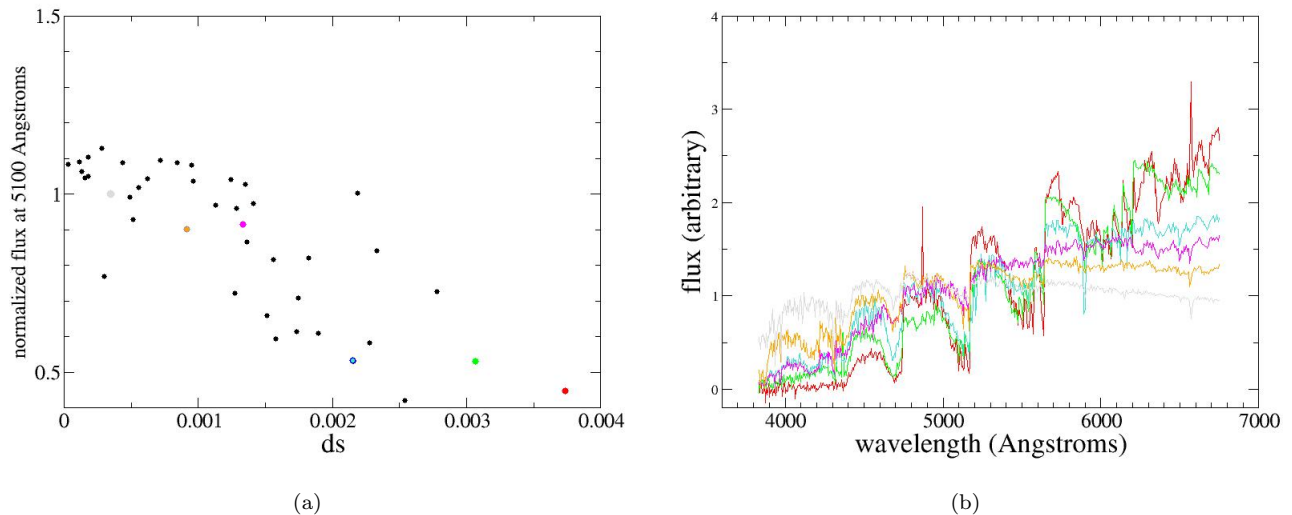 1.5
1
0.5
normalized flux at 5100 Angstroms
0
0.001
0.002
0.003
0.004
ds
(a)
4
3
2
1
0
flux (arbitrary)
4000
5000
6000
7000
wavelength (Angstroms)
(b)